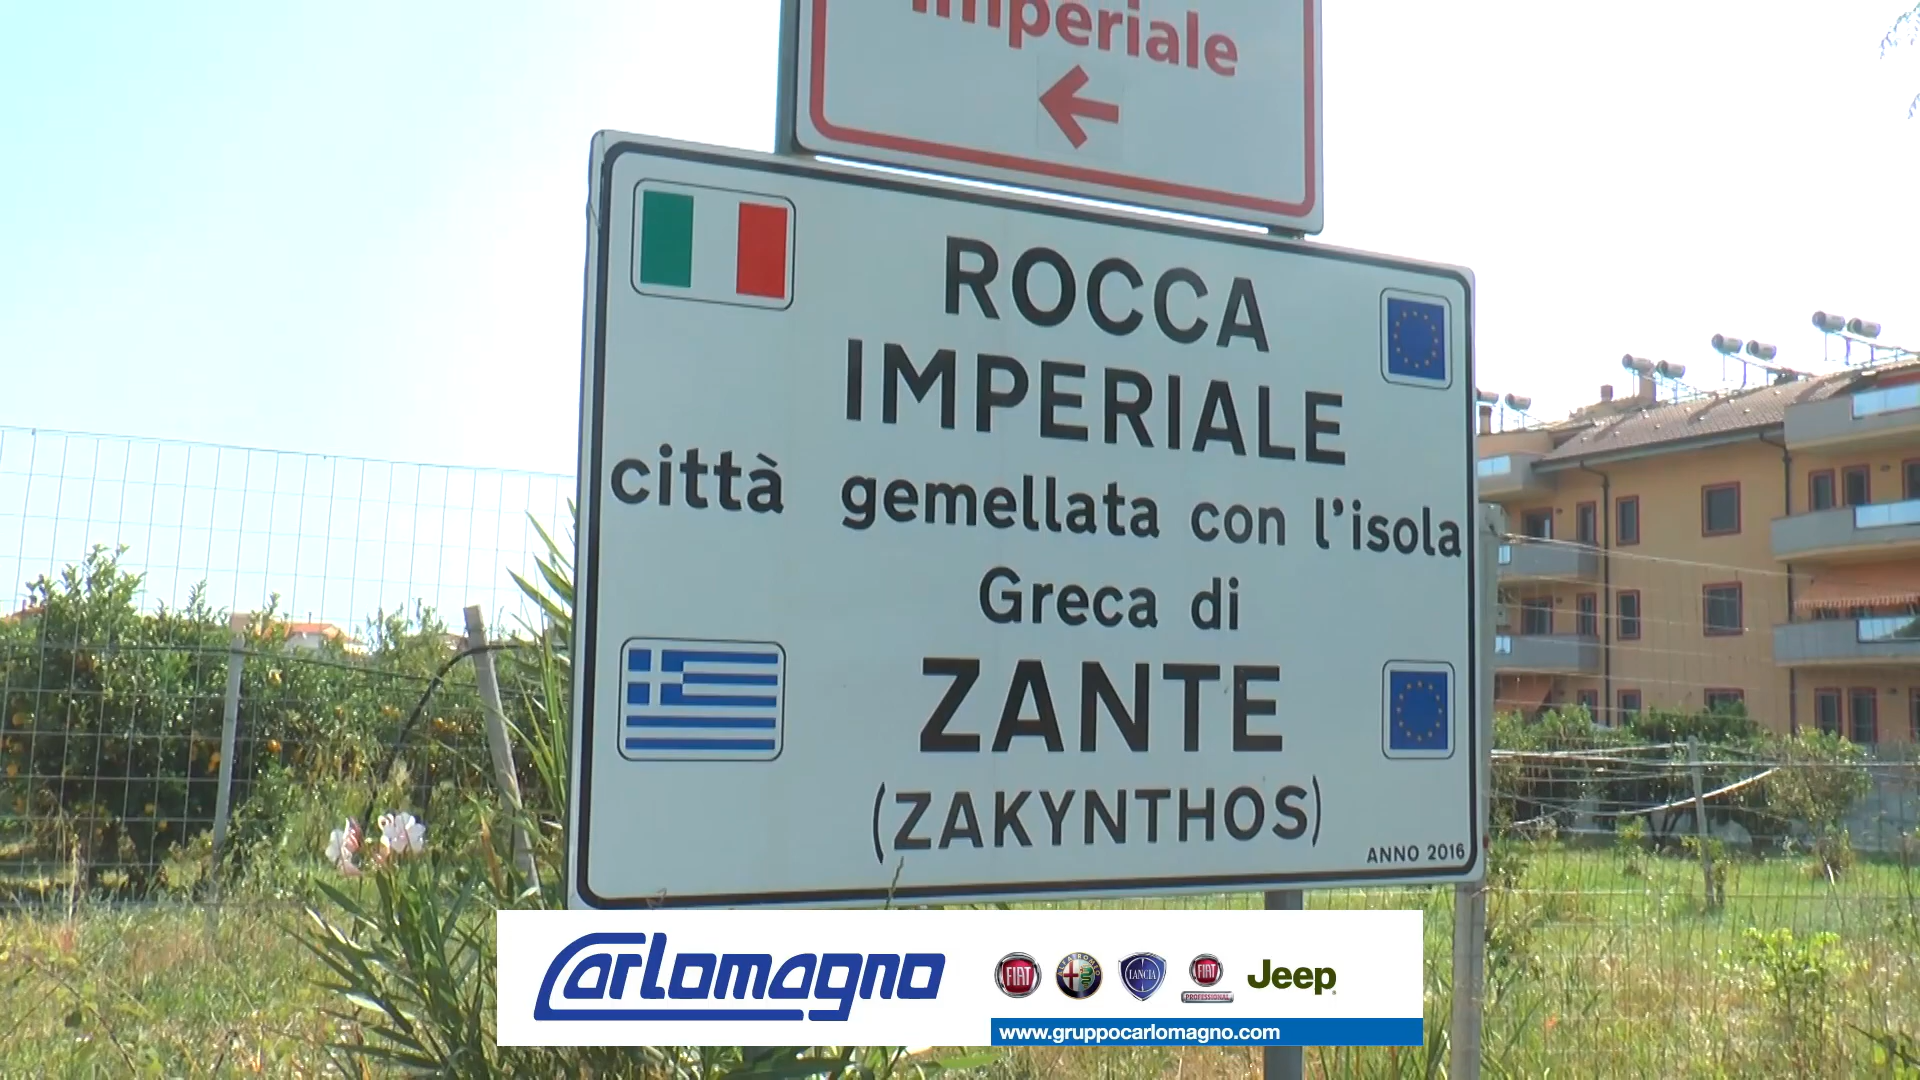 Imperiale
ROCCA
IMPERIALE
città gemellata con l'isola
Greca di
ZANTE
(ZAKYNTHOS)
ANNO 2016
Carlomagno
FIAT
ALFA ROMEO
LANCIA
FIAT
PROFESSIONAL
Jeep
www.gruppocarlomagno.com